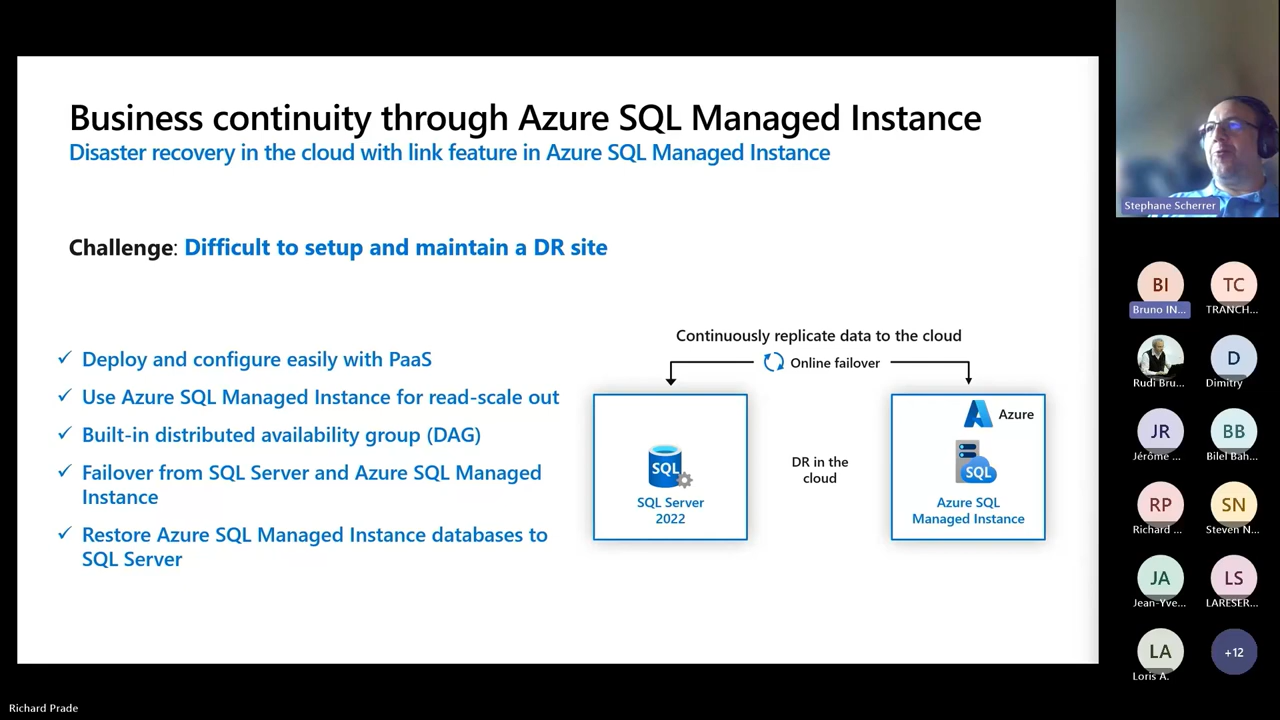 Business continuity through Azure SQL Managed Instance
Disaster recovery in the cloud with link feature in Azure SQL Managed Instance
Challenge: Difficult to setup and maintain a DR site
✓ Deploy and configure easily with PaaS
✓ Use Azure SQL Managed Instance for read-scale out
✓ Built-in distributed availability group (DAG)
✓ Failover from SQL Server and Azure SQL Managed
Instance
✓ Restore Azure SQL Managed Instance databases to
SQL Server
Continuously replicate data to the cloud
Online failover
SQL
SQL Server
2022
DR in the
cloud
Azure
SQL
Azure SQL
Managed Instance
Stephane Scherrer
BI
Bruno IN...
TC
TRANCH...
Rudi Bru...
D
Dimitry
JR
Jérôme ...
BB
Bilel Bah...
RP
Richard ...
SN
Steven N...
JA
Jean-Yve...
LS
LARESER...
LA
Loris A.
+12
Richard Prade